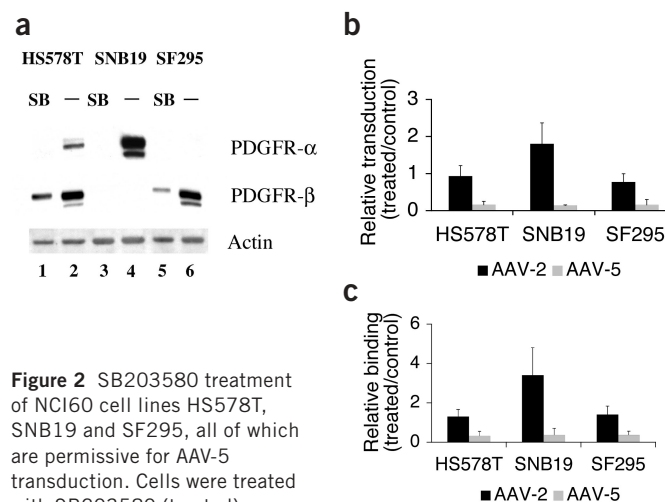 a
HS578T SNB19 SF295
SB — SB — SB —
PDGFR-α
PDGFR-β
Actin
1 2 3 4 5 6
b
Relative transduction
(treated/control)
3
2
1
0
HS578T SNB19 SF295
AAV-2 AAV-5
c
Relative binding
(treated/control)
6
4
2
0
HS578T SNB19 SF295
AAV-2 AAV-5
Figure 2 SB203580 treatment
of NCI60 cell lines HS578T,
SNB19 and SF295, all of which
are permissive for AAV-5
transduction. Cells were treated
with SB203580 (treated)